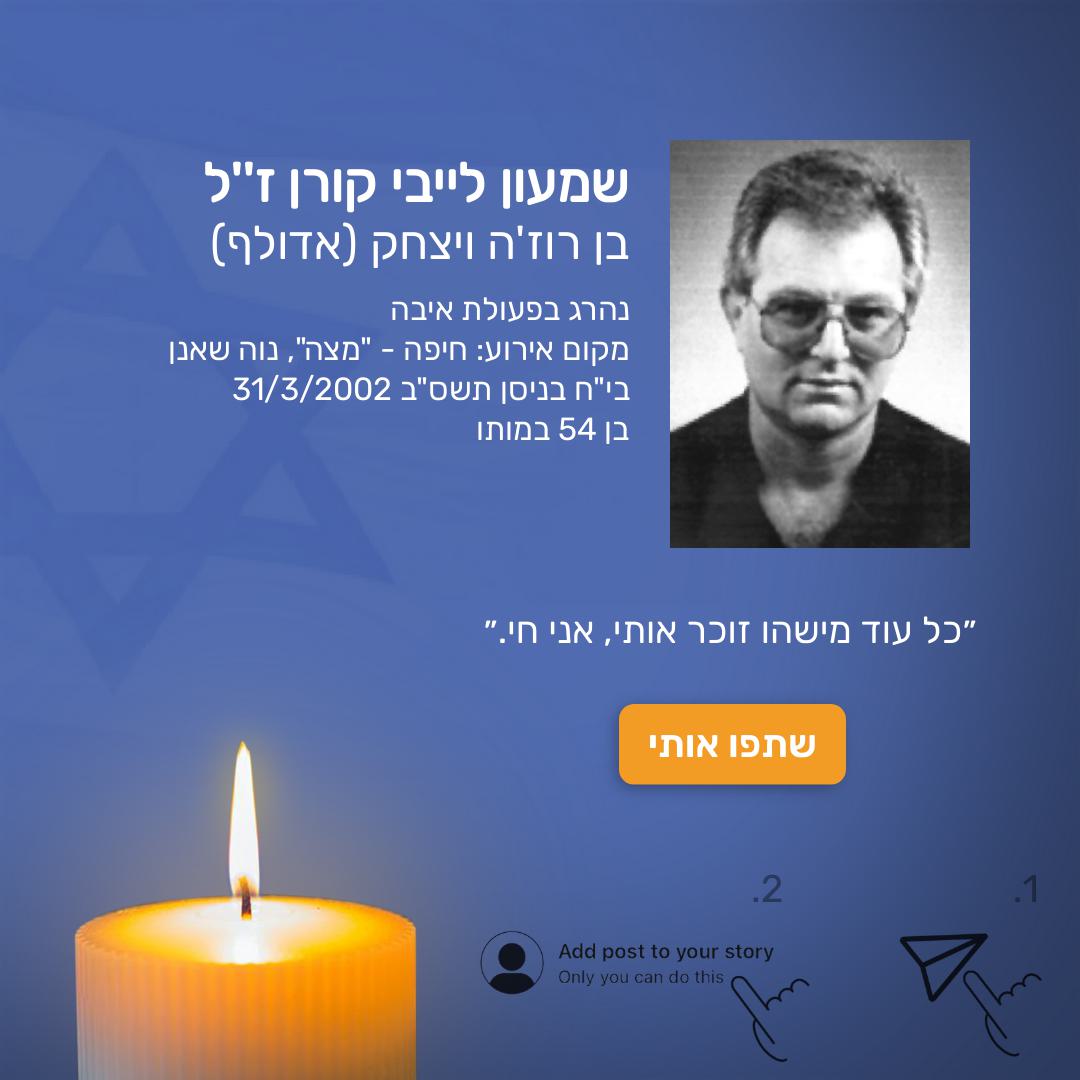 שמעון לייבי קורן ז"ל
בן רוז'ה ויצחק (אדולף)
נהרג בפעולת איבה
מקום אירוע: חיפה - "מצה", נוה שאנן
בי"ח בניסן תשס"ב 31/3/2002
בן 54 במותו
״כל עוד מישהו זוכר אותי, אני חי.״
שתפו אותי
.1
.2
Add post to your story
Only you can do this